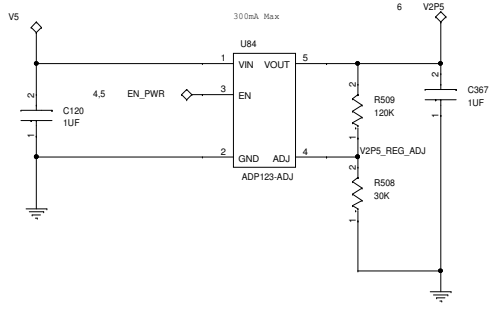 300mA Max
6 V2P5
V5
U84
1 VIN VOUT 5
4,5 EN_PWR 3 EN
2 GND ADJ 4
ADP123-ADJ
2
C120
1UF
1
2
R509
120K
1
V2P5_REG_ADJ
2
R508
30K
1
2
C367
1UF
1